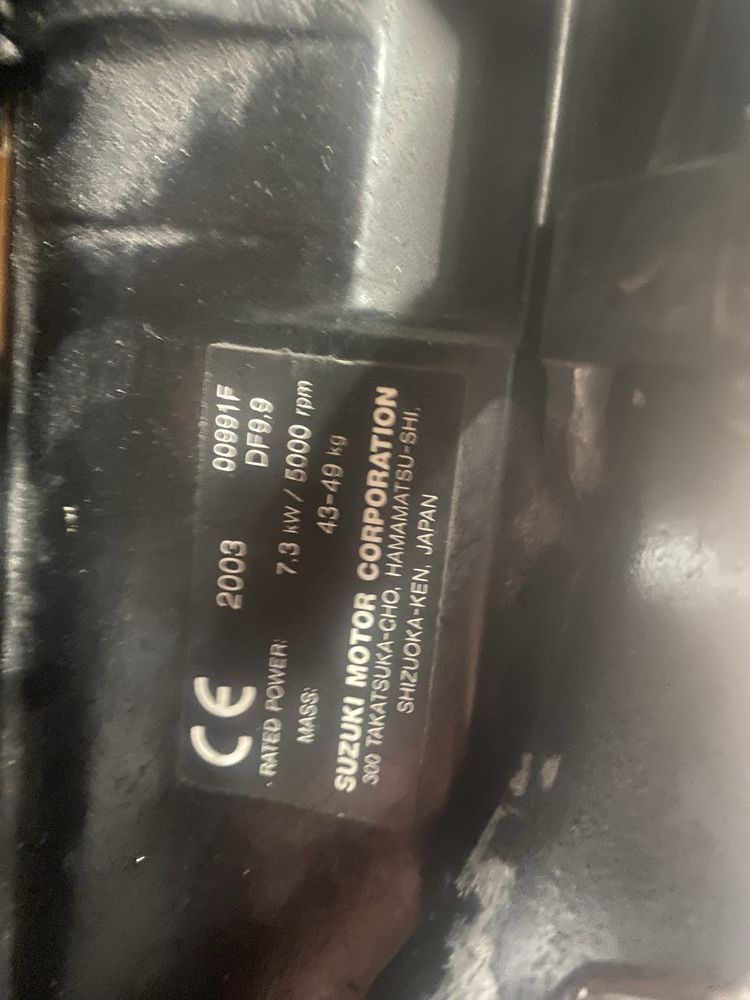 CE 2003 00991F
DF9,9
RATED POWER: 7,3 kW / 5000 rpm
MASS: 43-49 kg
SUZUKI MOTOR CORPORATION
300 TAKATSUKA-CHO, HAMAMATSU-SHI,
SHIZUOKA-KEN, JAPAN